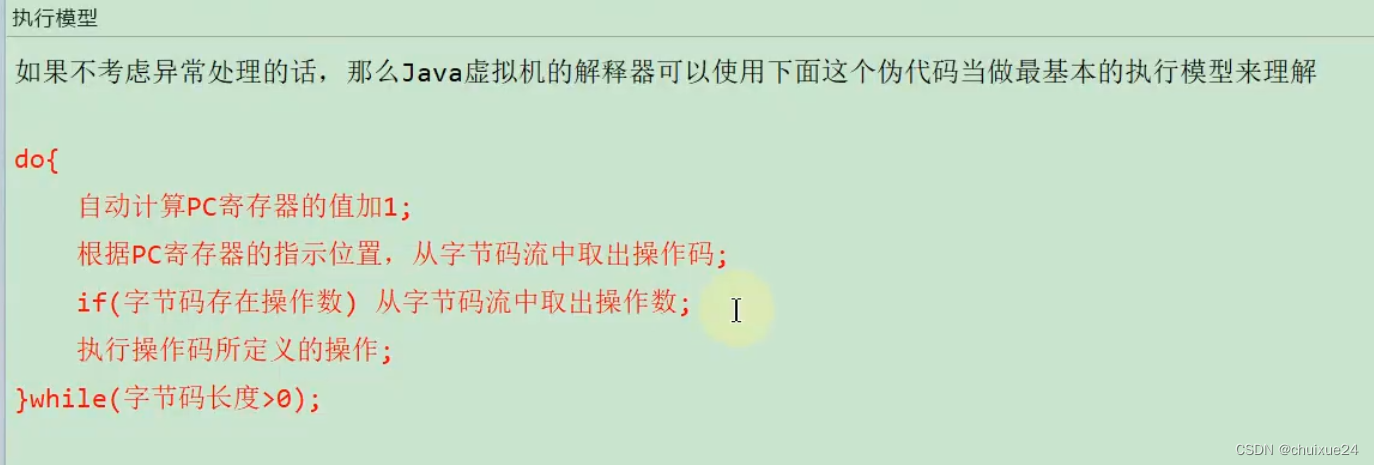 执行模型
如果不考虑异常处理的话，那么Java虚拟机的解释器可以使用下面这个伪代码当做最基本的执行模型来理解
do{
自动计算PC寄存器的值加1;
根据PC寄存器的指示位置，从字节码流中取出操作码;
if(字节码存在操作数) 从字节码流中取出操作数;
执行操作码所定义的操作;
}while(字节码长度>0);
CSDN @chuixue24